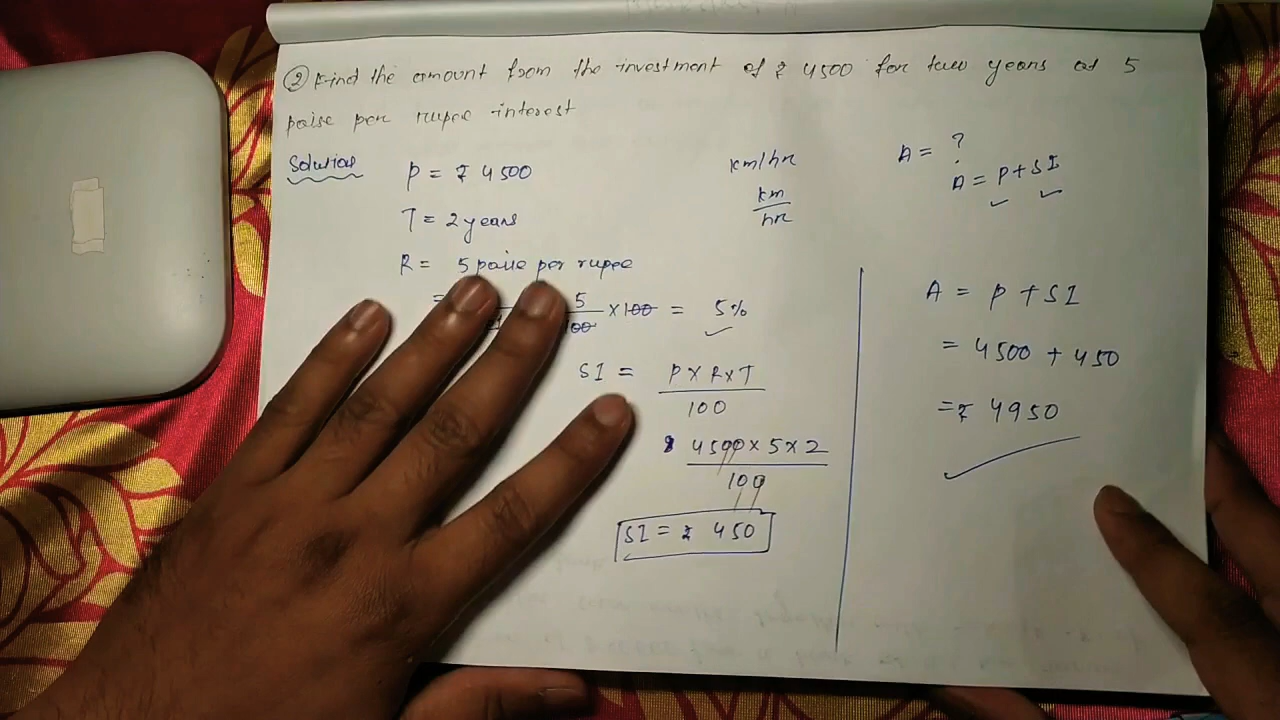 ② Find the amount from the investment of ₹ 4500 for two years at 5
paise per rupee interest
Solution
P = ₹ 4500
T = 2 years
R = 5 paise per rupee
=
5
100
× 100 = 5%
SI = P × R × T
100
4500 × 5 × 2
100
SI = ₹ 450
km/hr
km
hr
A = ?
A = P + SI
A = P + SI
= 4500 + 450
= ₹ 4950